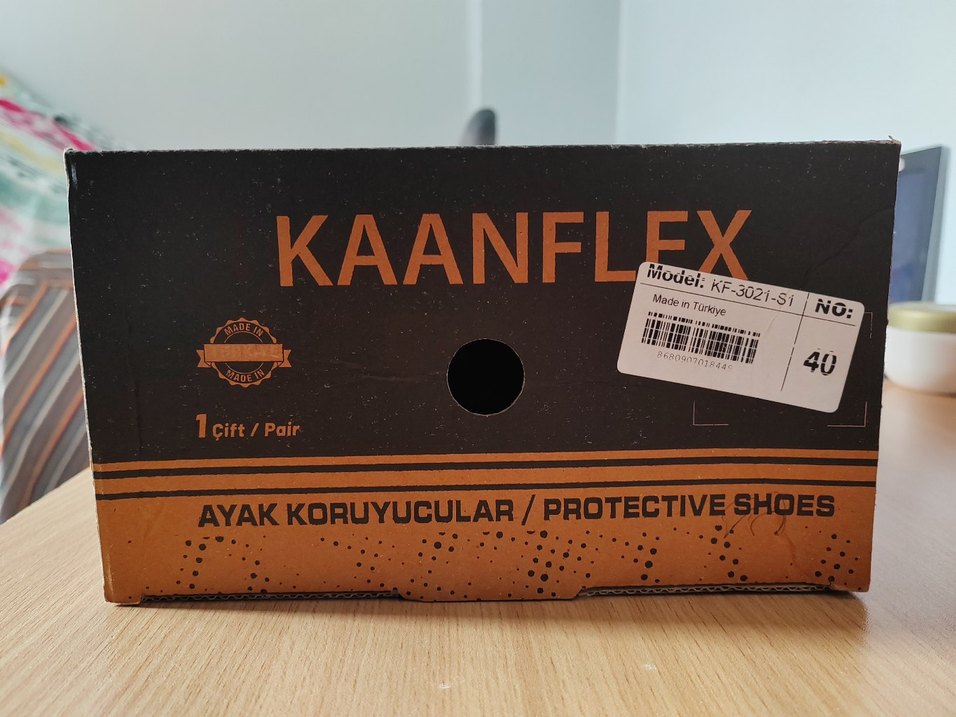 KAANFLEX
Model: KF-3021-S1
NO:
Made in Türkiye
40
MADE IN
MADE IN
1 Çift / Pair
AYAK KORUYUCULAR / PROTECTIVE SHOES